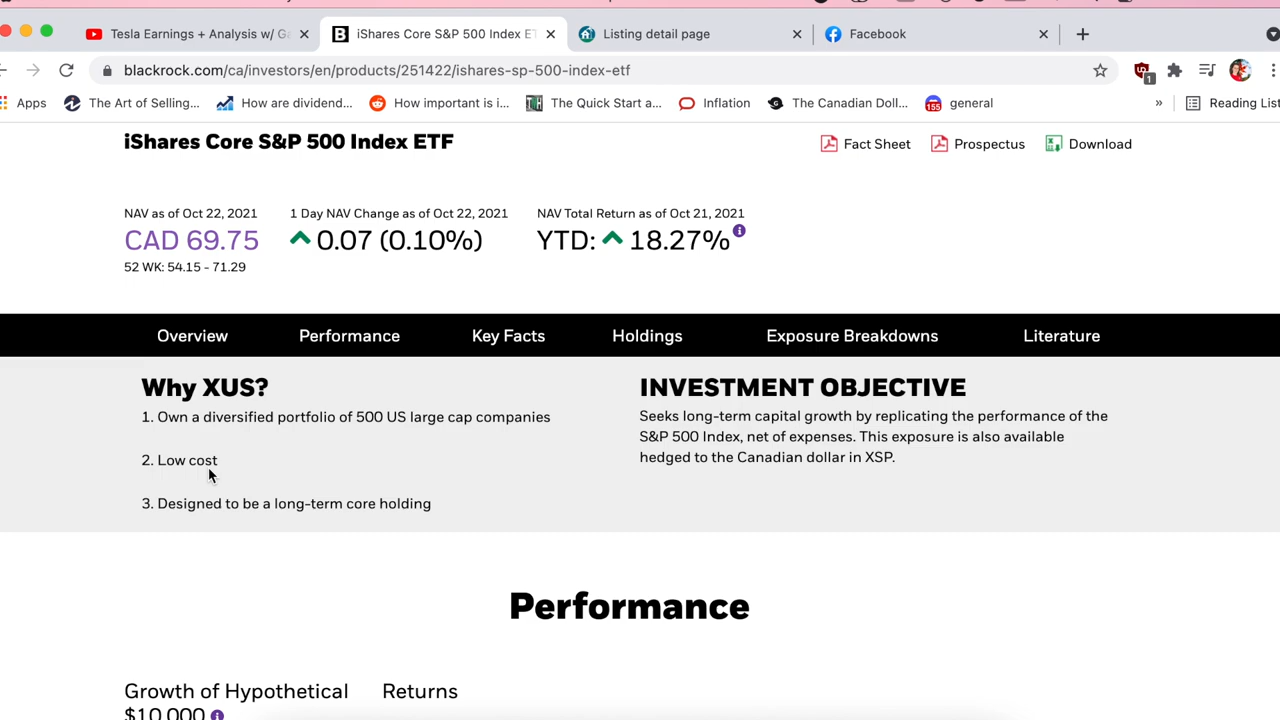 Tesla Earnings + Analysis w/ Ga
iShares Core S&P 500 Index ET
Listing detail page
Facebook
blackrock.com/ca/investors/en/products/251422/ishares-sp-500-index-etf
1
Apps
The Art of Selling...
How are dividend...
How important is i...
The Quick Start a...
Inflation
The Canadian Doll...
155
general
»
Reading List
iShares Core S&P 500 Index ETF
Fact Sheet
Prospectus
Download
NAV as of Oct 22, 2021
1 Day NAV Change as of Oct 22, 2021
NAV Total Return as of Oct 21, 2021
CAD 69.75
0.07 (0.10%)
YTD: 18.27%
52 WK: 54.15 - 71.29
Overview
Performance
Key Facts
Holdings
Exposure Breakdowns
Literature
Why XUS?
1. Own a diversified portfolio of 500 US large cap companies
2. Low cost
3. Designed to be a long-term core holding
INVESTMENT OBJECTIVE
Seeks long-term capital growth by replicating the performance of the
S&P 500 Index, net of expenses. This exposure is also available
hedged to the Canadian dollar in XSP.
Performance
Growth of Hypothetical
$10,000
Returns